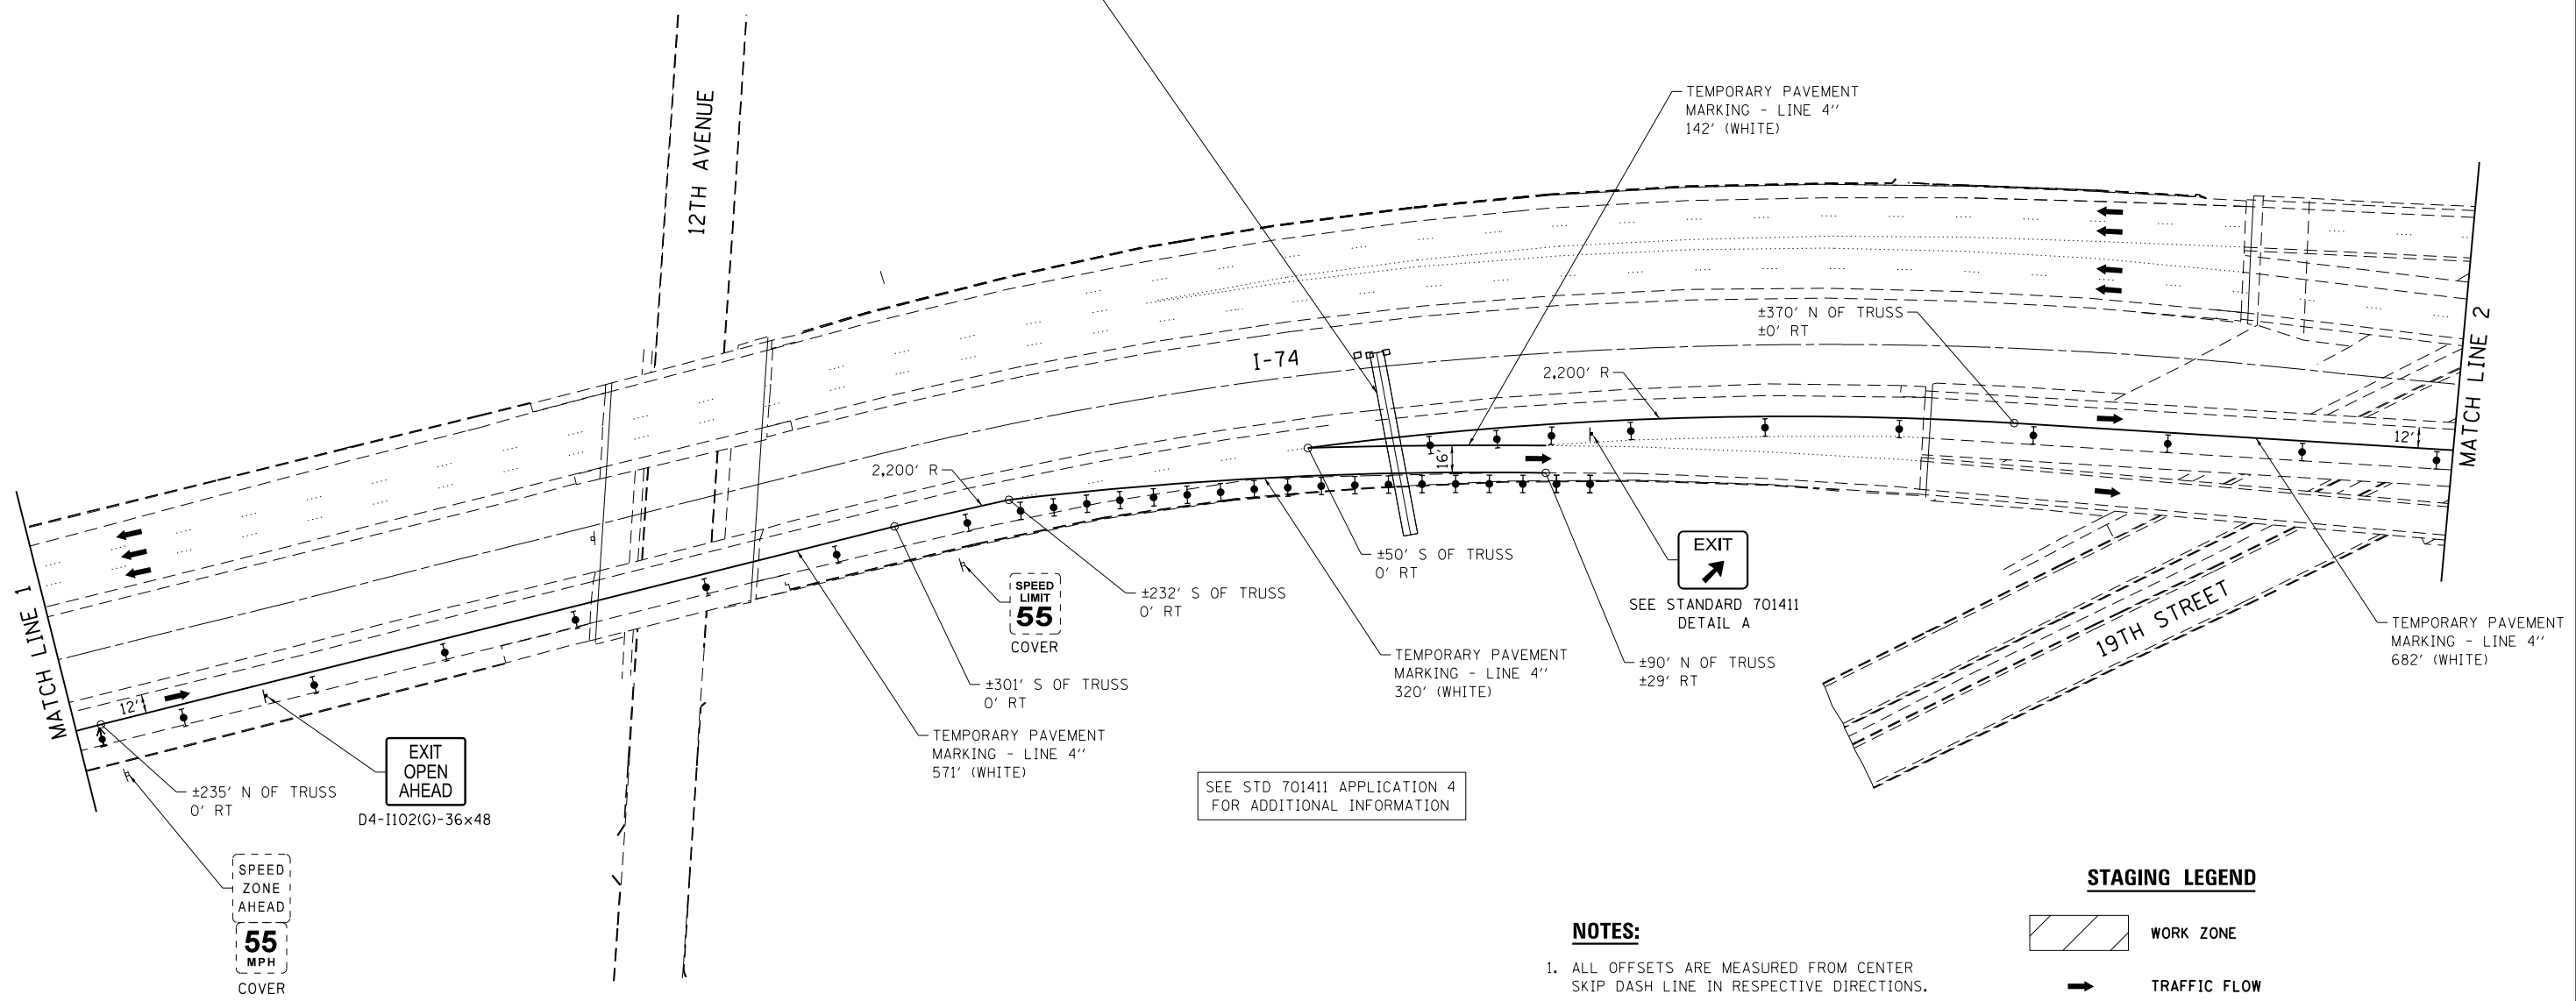 12TH AVENUE
TEMPORARY PAVEMENT
MARKING - LINE 4''
142' (WHITE)
±370' N OF TRUSS
±0' RT
I-74
2,200' R
MATCH LINE 2
12'
2,200' R
16'
MATCH LINE 1
12'
±50' S OF TRUSS
0' RT
EXIT
SEE STANDARD 701411
DETAIL A
SPEED
LIMIT
55
COVER
±232' S OF TRUSS
0' RT
19TH STREET
TEMPORARY PAVEMENT
MARKING - LINE 4''
682' (WHITE)
TEMPORARY PAVEMENT
MARKING - LINE 4''
320' (WHITE)
±90' N OF TRUSS
±29' RT
±301' S OF TRUSS
0' RT
TEMPORARY PAVEMENT
MARKING - LINE 4''
571' (WHITE)
EXIT
OPEN
AHEAD
D4-I102(G)-36x48
±235' N OF TRUSS
0' RT
SEE STD 701411 APPLICATION 4
FOR ADDITIONAL INFORMATION
SPEED
ZONE
AHEAD
55
MPH
COVER
NOTES:
1. ALL OFFSETS ARE MEASURED FROM CENTER
SKIP DASH LINE IN RESPECTIVE DIRECTIONS.
STAGING LEGEND
WORK ZONE
TRAFFIC FLOW